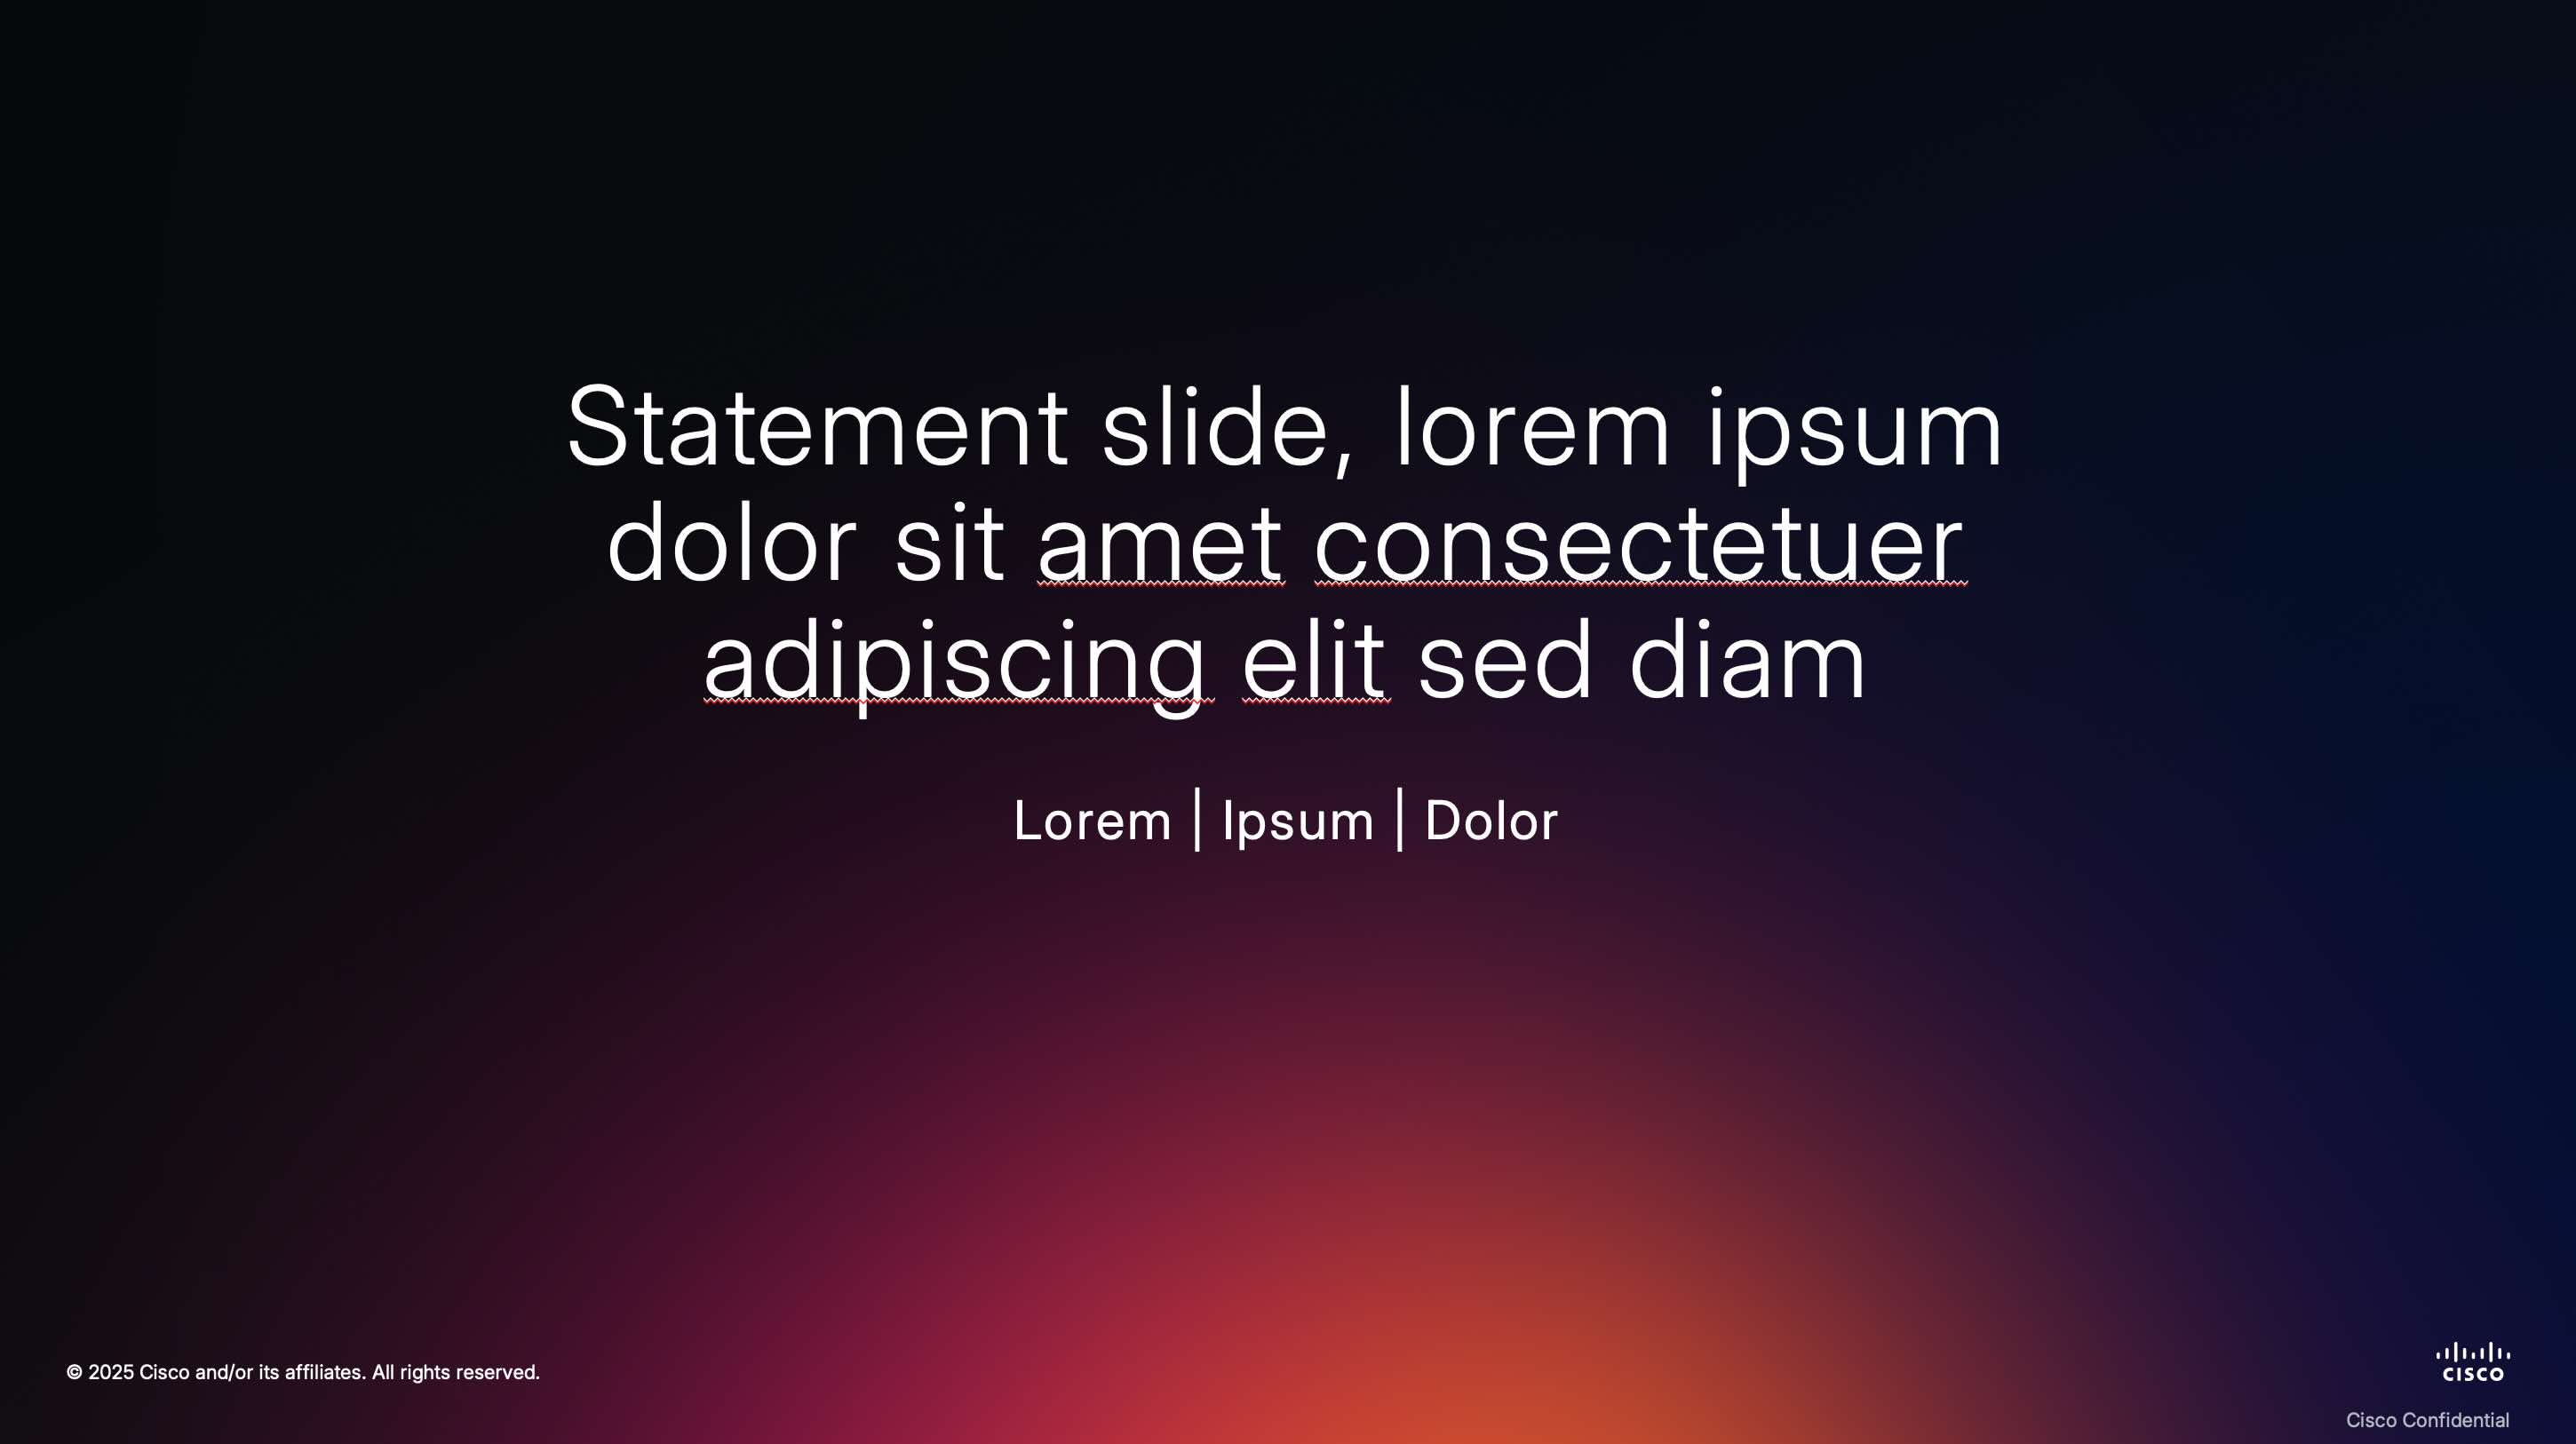 Statement slide, lorem ipsum
dolor sit amet consectetuer
adipiscing elit sed diam
Lorem | Ipsum | Dolor
© 2025 Cisco and/or its affiliates. All rights reserved.
CISCO
Cisco Confidential